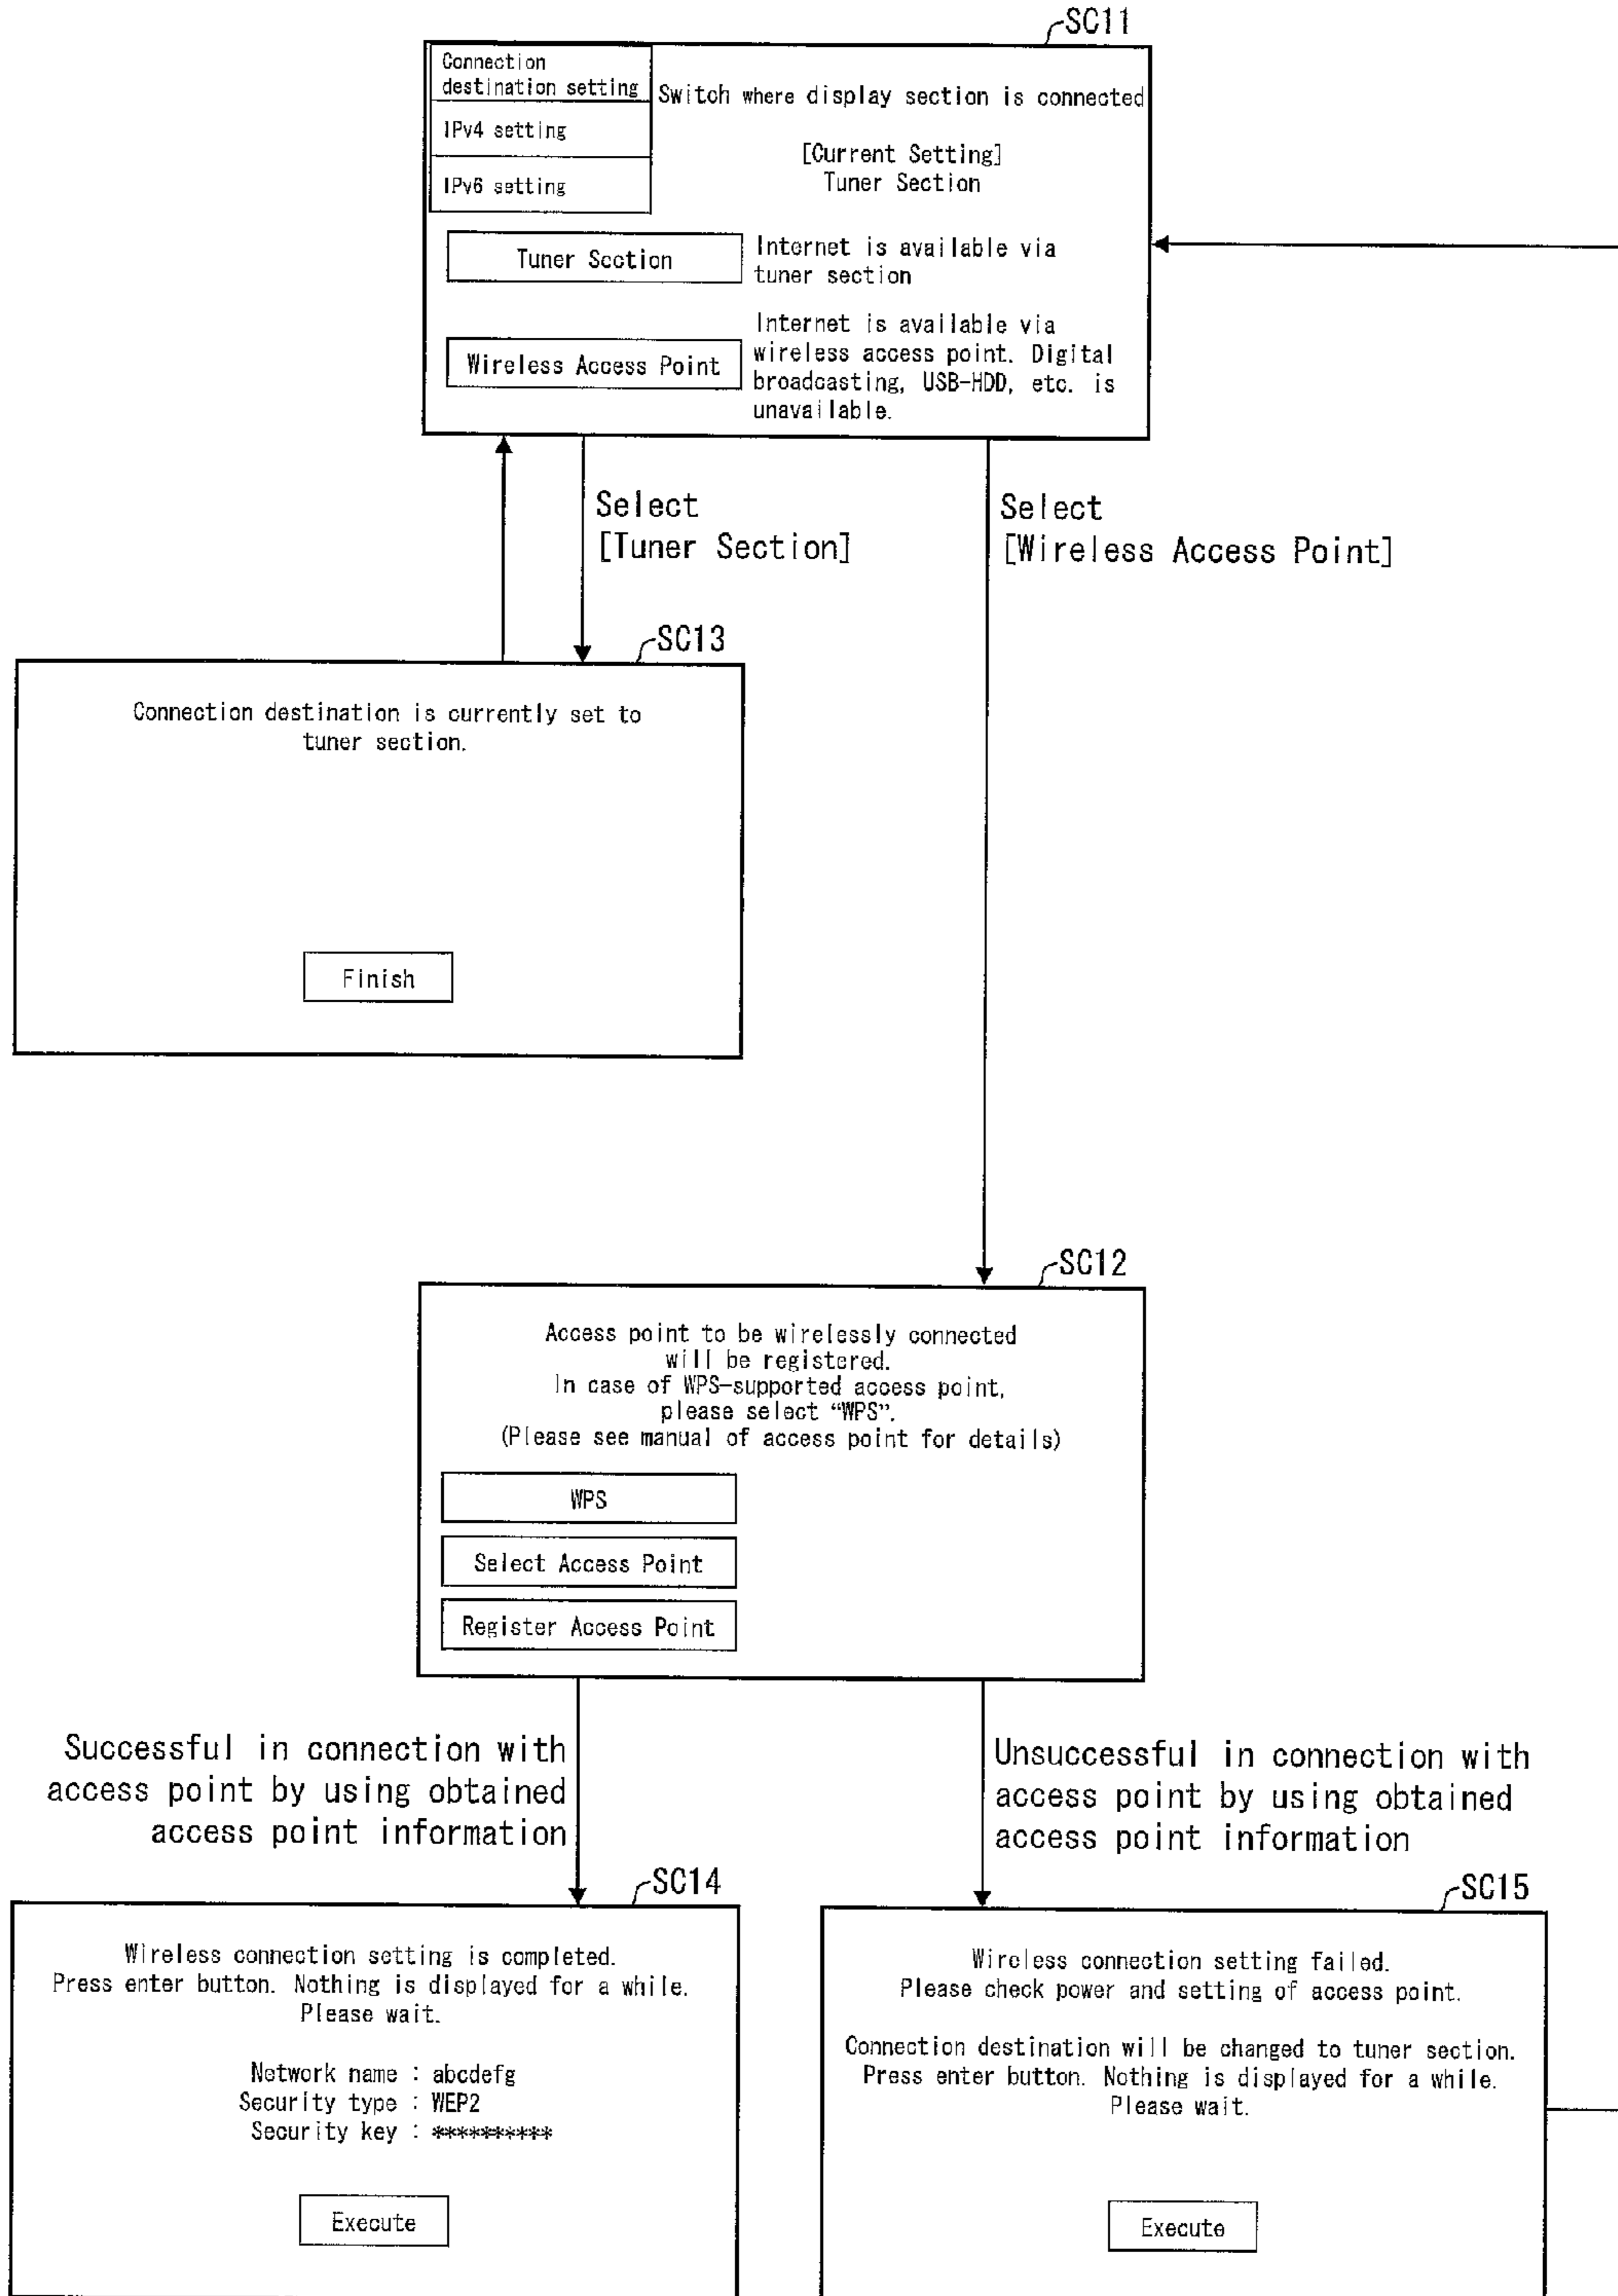 SC11
Connection
destination setting
IPv4 setting
IPv6 setting
Switch where display section is connected
[Current Setting]
Tuner Section
Tuner Section
Internet is available via
tuner section
Wireless Access Point
Internet is available via
wireless access point. Digital
broadcasting, USB-HDD, etc. is
unavailable.
Select
[Tuner Section]
Select
[Wireless Access Point]
SC13
Connection destination is currently set to
tuner section.
Finish
SC12
Access point to be wirelessly connected
will be registered.
In case of WPS-supported access point,
please select “WPS”.
(Please see manual of access point for details)
WPS
Select Access Point
Register Access Point
Successful in connection with
access point by using obtained
access point information
Unsuccessful in connection with
access point by using obtained
access point information
SC14
Wireless connection setting is completed.
Press enter button. Nothing is displayed for a while.
Please wait.
Network name : abcdefg
Security type : WEP2
Security key : **********
Execute
SC15
Wireless connection setting failed.
Please check power and setting of access point.
Connection destination will be changed to tuner section.
Press enter button. Nothing is displayed for a while.
Please wait.
Execute